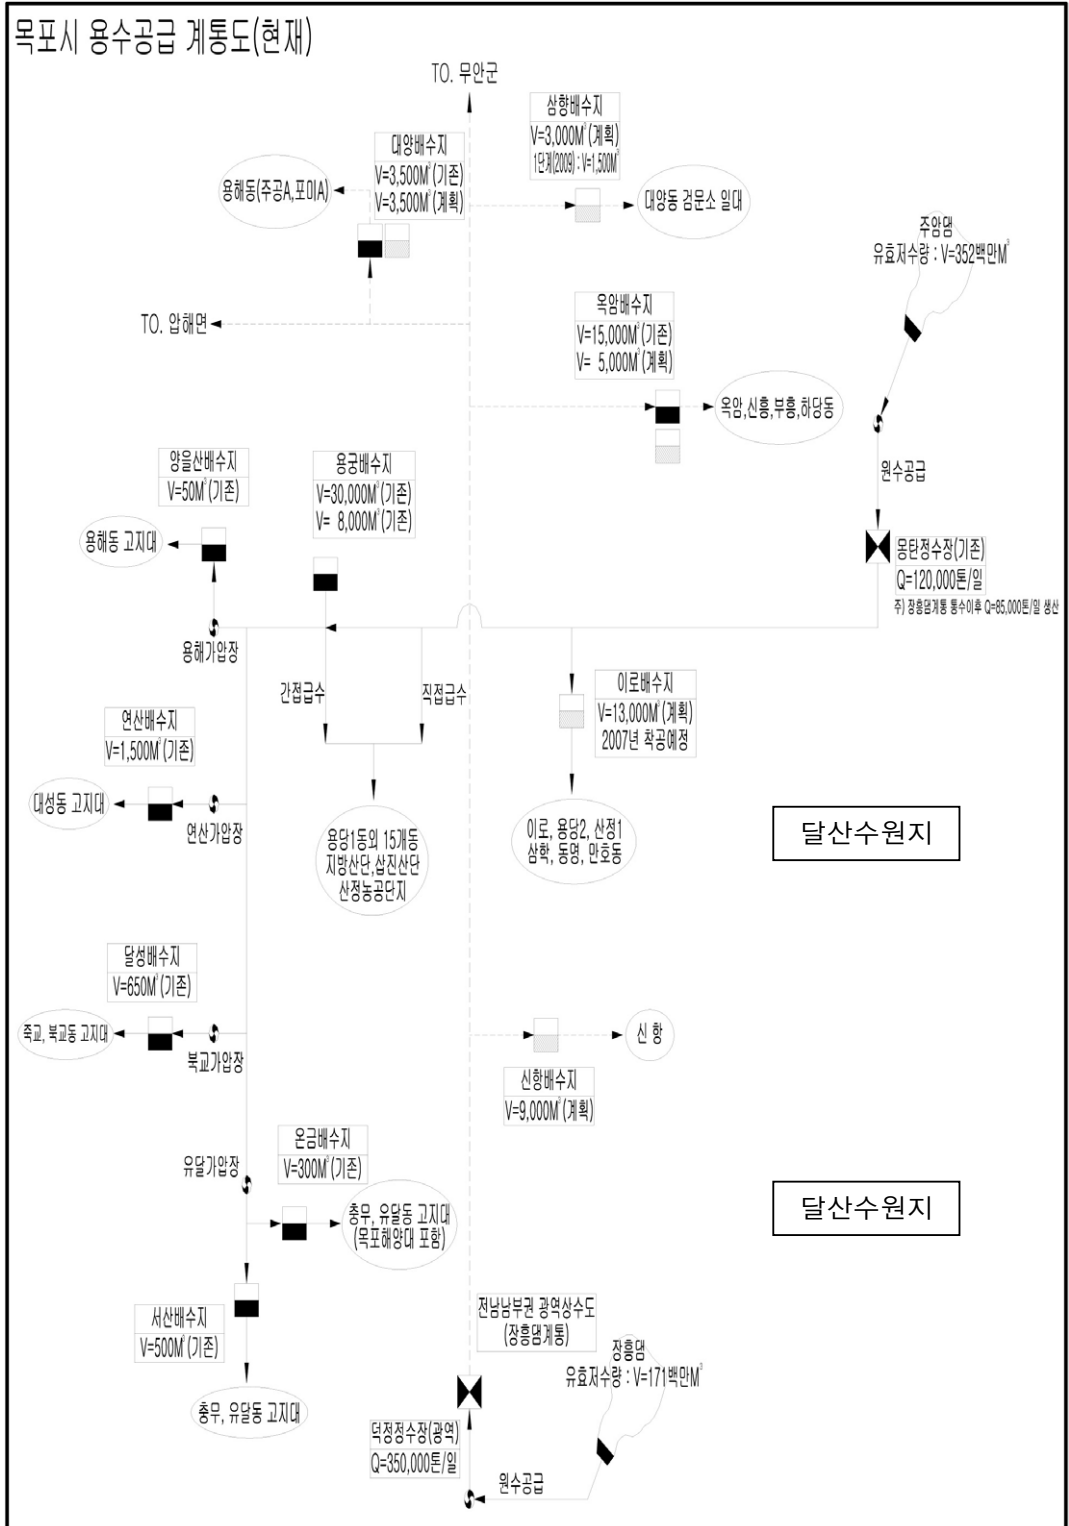 목포시 용수공급 계통도(현재)
TO. 무안군
삼향배수지
V=3,000M³(계획)
1단계(2009) : V=1,500M³
대양배수지
V=3,500M³(기존)
V=3,500M³(계획)
용해동(주공A,포미A)
대양동 검문소 일대
주암댐
유효저수량 : V=352백만M³
TO. 압해면
옥암배수지
V=15,000M³(기존)
V= 5,000M³(계획)
옥암,신흥,부흥,하당동
원수공급
양을산배수지
V=50M³(기존)
용궁배수지
V=30,000M³(기존)
V= 8,000M³(기존)
용해동 고지대
몽탄정수장(기존)
Q=120,000톤/일
주) 장흥댐계통 통수이후 Q=85,000톤/일 생산
용해가압장
간접급수
직접급수
이로배수지
V=13,000M³(계획)
2007년 착공예정
연산배수지
V=1,500M³(기존)
대성동 고지대
연산가압장
용당1동외 15개동
지방산단,삽진산단
산정농공단지
이로, 용당2, 산정1
삼학, 동명, 만호동
달산수원지
달성배수지
V=650M³(기존)
죽교, 북교동 고지대
북교가압장
신항
신항배수지
V=9,000M³(계획)
온금배수지
V=300M³(기존)
유달가압장
충무, 유달동 고지대
(목포해양대 포함)
달산수원지
서산배수지
V=500M³(기존)
전남남부권 광역상수도
(장흥댐계통)
장흥댐
유효저수량 : V=171백만M³
충무, 유달동 고지대
덕정정수장(광역)
Q=350,000톤/일
원수공급